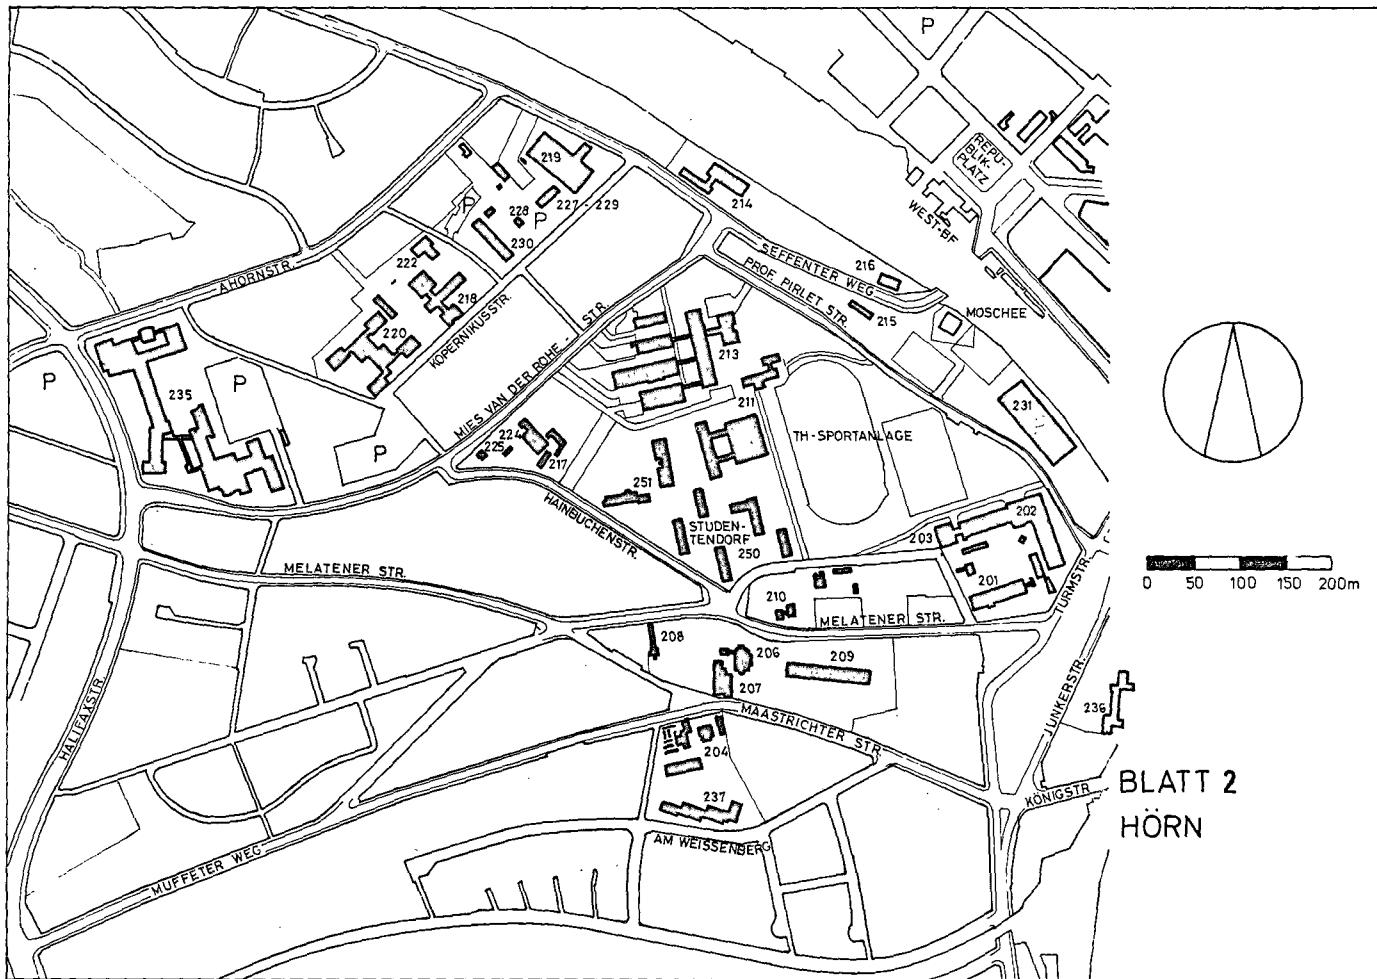 P
REPU-
BLIK-
PLATZ
219
214
227 - 229
228
P
P
230
WEST-BF
222
AHORNSTR.
SEFFENTER WEG
216
PROF. PIRLET STR.
215
MOSCHEE
218
220
KOPERNIKUSSTR.
213
P
P
235
MIES VAN DER ROHE - STR.
211
231
224
225
217
TH-SPORTANLAGE
P
251
HAINBUCHENSTR.
STUDEN-
TENDORF
250
202
203
201
0 50 100 150 200m
MELATENER STR.
210
MELATENER STR.
TURMSTR.
208
206
209
207
HALIFAXSTR.
JUNKERSTR.
236
MAASTRICHTER STR.
204
237
KÖNIGSTR.
BLATT 2
HÖRN
AM WEISSENBERG
MUFFETER WEG